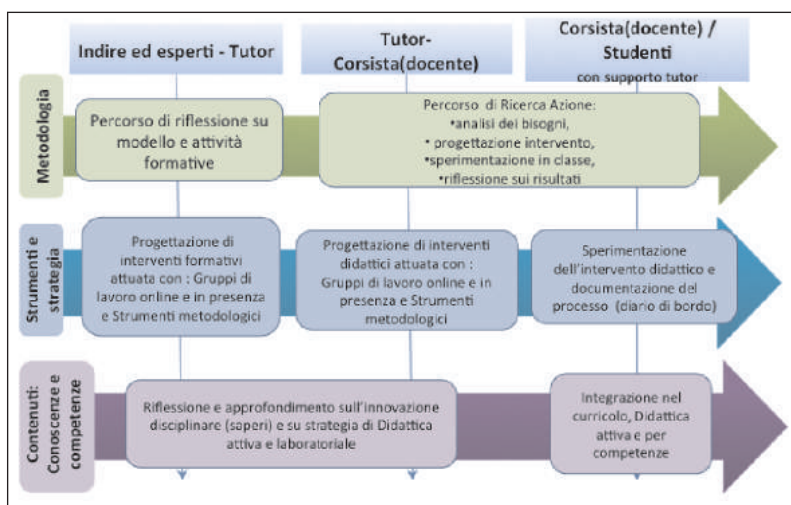 Indire ed esperti - Tutor
Tutor-
Corsista(docente)
Corsista(docente) /
Studenti
con supporto tutor
Metodologia
Percorso di riflessione su
modello e attività
formative
Percorso di Ricerca Azione:
•analisi dei bisogni,
• progettazione intervento,
•sperimentazione in classe,
•riflessione sui risultati
Strumenti e
strategia
Progettazione di
interventi formativi
attuata con : Gruppi di
lavoro online e in presenza
e Strumenti metodologici
Progettazione di interventi
didattici attuata con :
Gruppi di lavoro online e in
presenza e Strumenti
metodologici
Sperimentazione
dell'intervento didattico e
documentazione del
processo (diario di bordo)
Contenuti:
Conoscenze e
competenze
Riflessione e approfondimento sull'innovazione
disciplinare (saperi) e su strategia di Didattica
attiva e laboratoriale
Integrazione nel
curricolo, Didattica
attiva e per
competenze